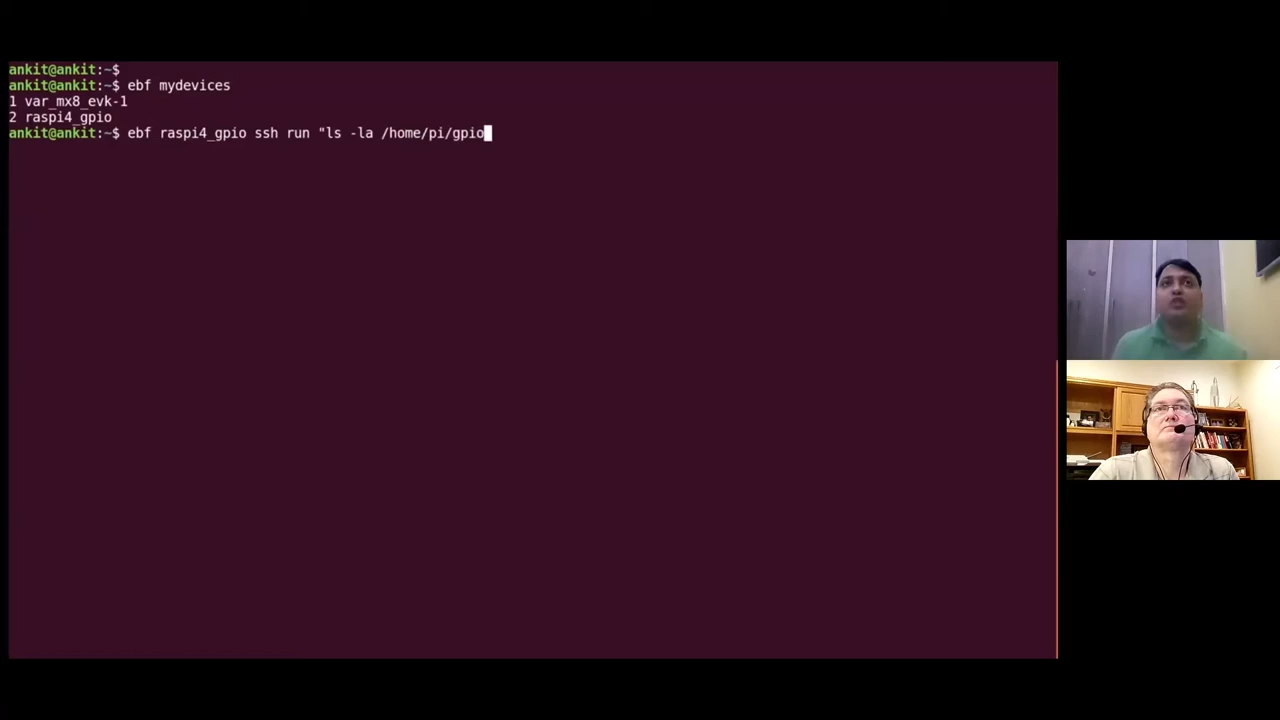 ankit@ankit:~$
ankit@ankit:~$ ebf mydevices
1 var_mx8_evk-1
2 raspi4_gpio
ankit@ankit:~$ ebf raspi4_gpio ssh run "ls -la /home/pi/gpio